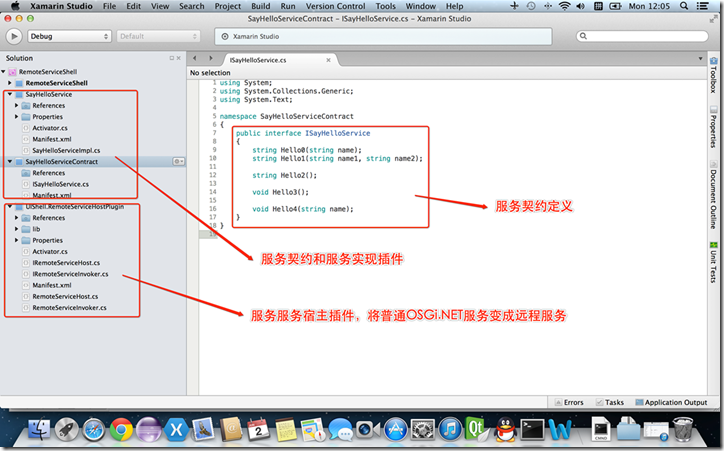 Xamarin Studio File Edit View Search Project Build Run Version Control Tools Window Help Mon 12:05
SayHelloServiceContract – ISayHelloService.cs – Xamarin Studio
Debug Default Xamarin Studio
Solution
RemoteServiceShell
RemoteServiceShell
SayHelloService
References
Properties
Activator.cs
Manifest.xml
SayHelloServiceImpl.cs
SayHelloServiceContract
References
ISayHelloService.cs
Manifest.xml
UIShell.RemoteServiceHostPlugin
References
lib
Properties
Activator.cs
IRemoteServiceHost.cs
IRemoteServiceInvoker.cs
Manifest.xml
RemoteServiceHost.cs
RemoteServiceInvoker.cs
ISayHelloService.cs
No selection
1 using System;
2 using System.Collections.Generic;
3 using System.Text;
4
5 namespace SayHelloServiceContract
6 {
7 public interface ISayHelloService
8 {
9 string Hello0(string name);
10 string Hello1(string name1, string name2);
11
12 string Hello2();
13
14 void Hello3();
15
16 void Hello4(string name);
17 }
18 }
19
服务契约定义
服务契约和服务实现插件
服务服务宿主插件，将普通OSGi.NET服务变成远程服务
Toolbox
Properties
Document Outline
Unit Tests
Errors Tasks Application Output